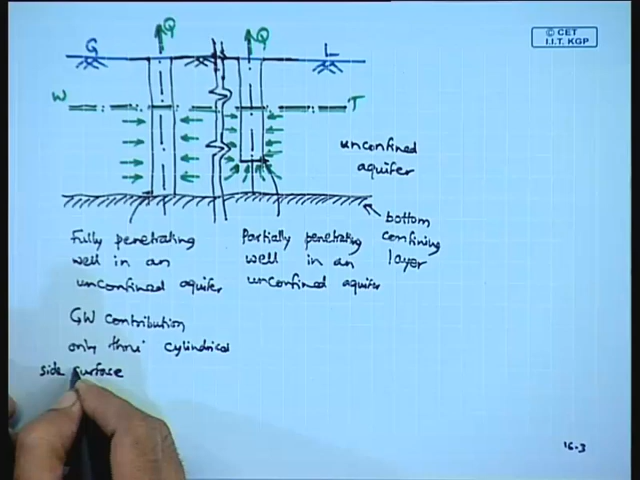 © CET
I.I.T. KGP
Q
Q
G
L
W
T
unconfined
aquifer
bottom
confining
layer
Fully penetrating
well in an
unconfined aquifer
Partially penetrating
well in an
unconfined aquifer
GW contribution
only thro' cylindrical
side surface
16-3